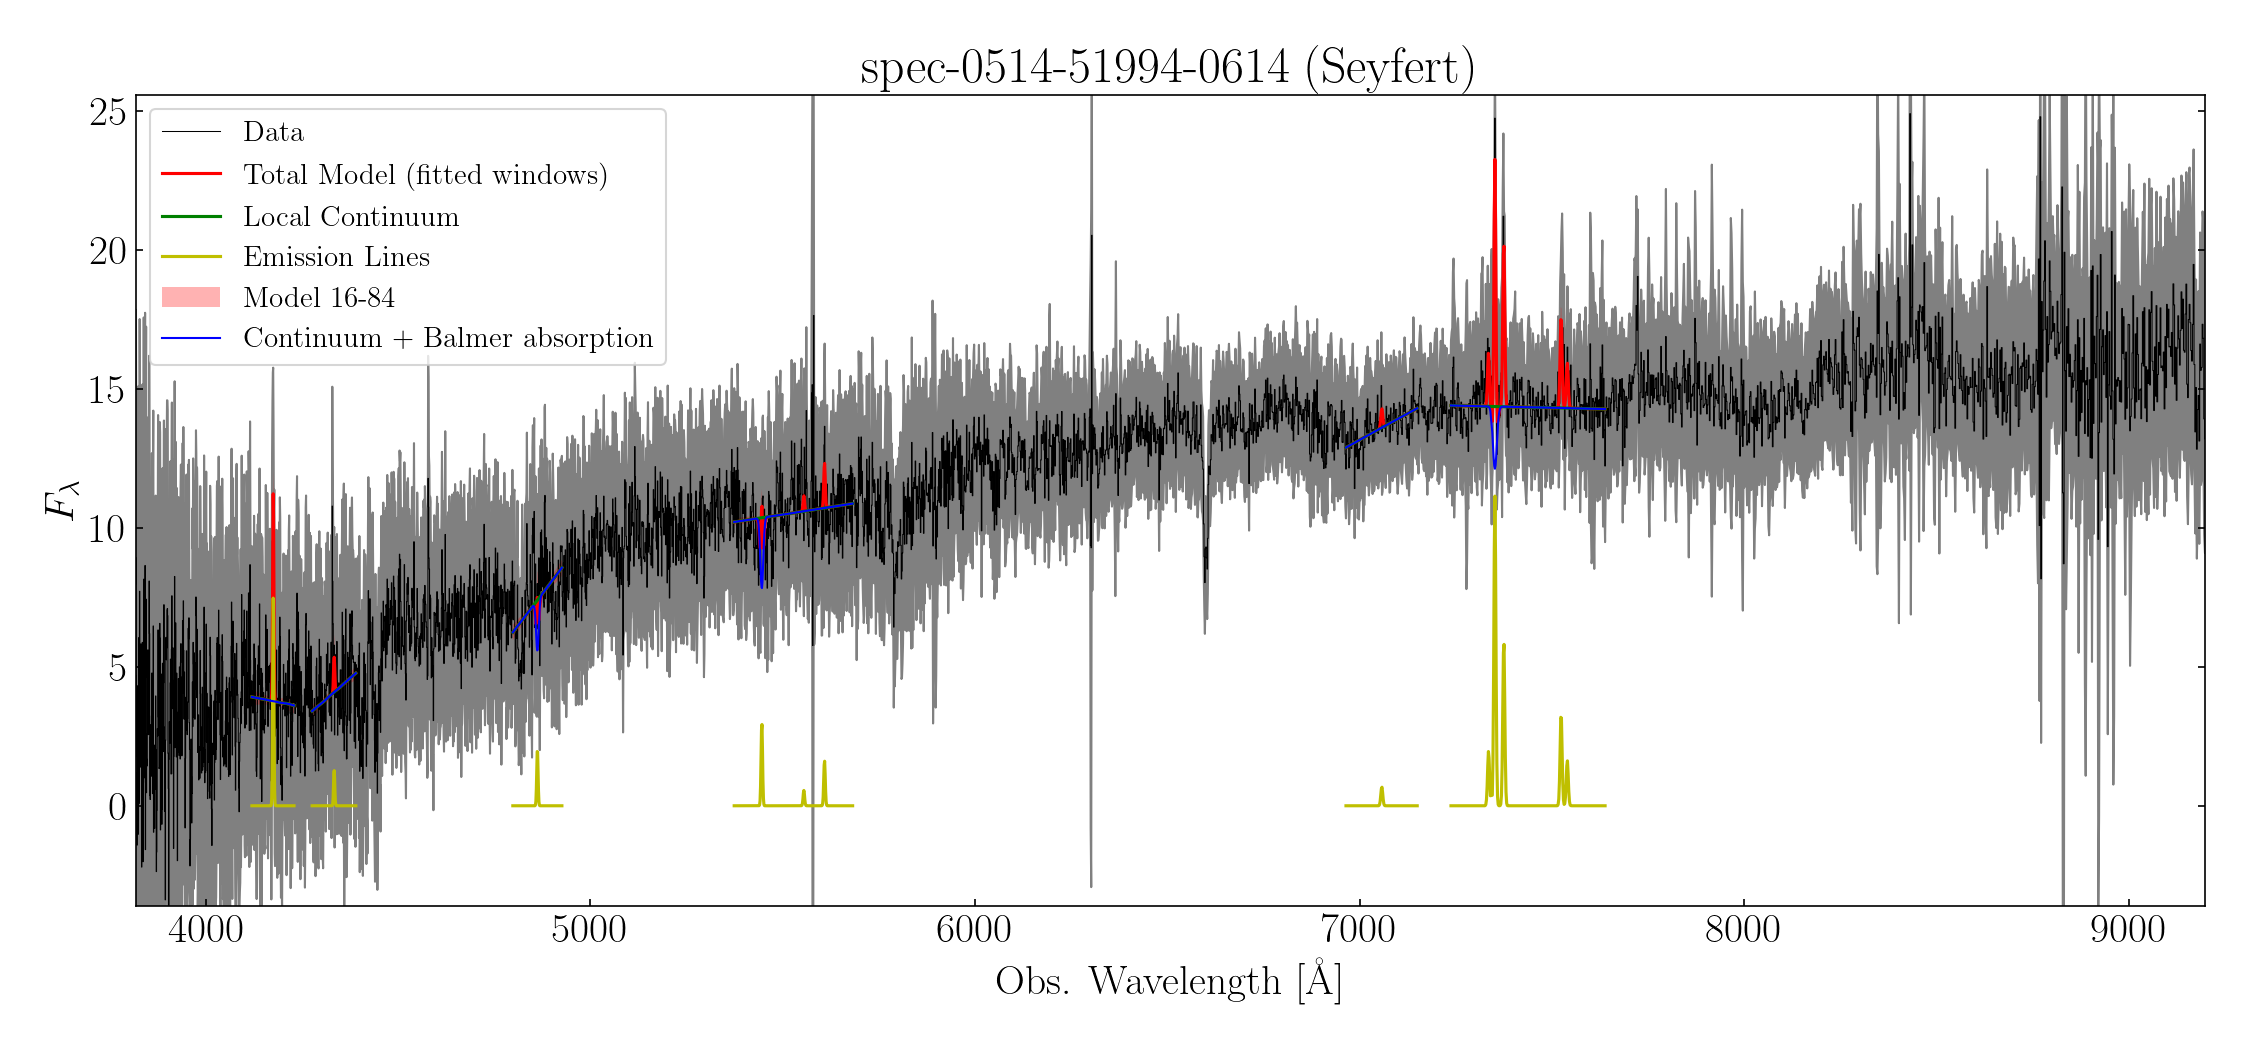 spec-0514-51994-0614 (Seyfert)
Data
Total Model (fitted windows)
Local Continuum
Emission Lines
Model 16-84
Continuum + Balmer absorption
25
20
15
10
5
0
F_λ
4000 5000 6000 7000 8000 9000
Obs. Wavelength [Å]